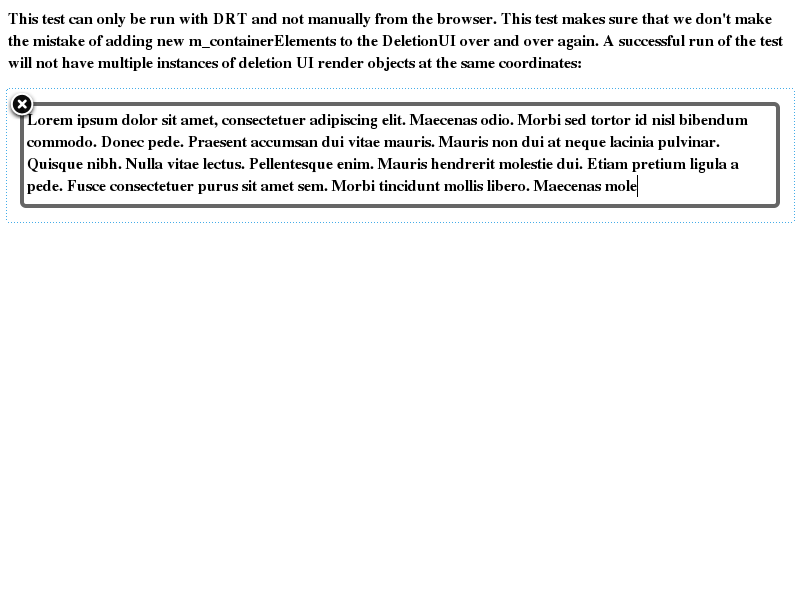 This test can only be run with DRT and not manually from the browser. This test makes sure that we don't make
the mistake of adding new m_containerElements to the DeletionUI over and over again. A successful run of the test
will not have multiple instances of deletion UI render objects at the same coordinates:
Lorem ipsum dolor sit amet, consectetuer adipiscing elit. Maecenas odio. Morbi sed tortor id nisl bibendum
commodo. Donec pede. Praesent accumsan dui vitae mauris. Mauris non dui at neque lacinia pulvinar.
Quisque nibh. Nulla vitae lectus. Pellentesque enim. Mauris hendrerit molestie dui. Etiam pretium ligula a
pede. Fusce consectetuer purus sit amet sem. Morbi tincidunt mollis libero. Maecenas mole